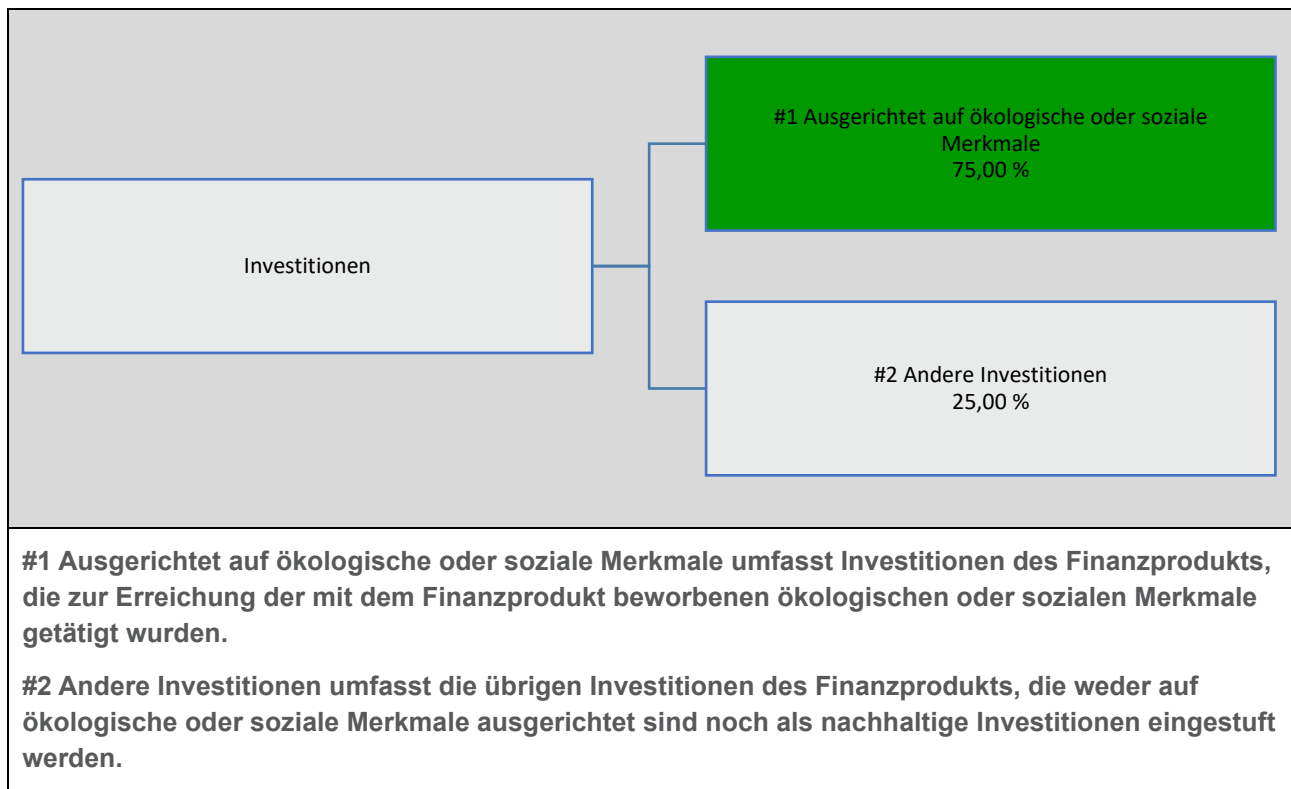 #1 Ausgerichtet auf ökologische oder soziale
Merkmale
75,00 %
Investitionen
#2 Andere Investitionen
25,00 %
#1 Ausgerichtet auf ökologische oder soziale Merkmale umfasst Investitionen des Finanzprodukts,
die zur Erreichung der mit dem Finanzprodukt beworbenen ökologischen oder sozialen Merkmale
getätigt wurden.
#2 Andere Investitionen umfasst die übrigen Investitionen des Finanzprodukts, die weder auf
ökologische oder soziale Merkmale ausgerichtet sind noch als nachhaltige Investitionen eingestuft
werden.